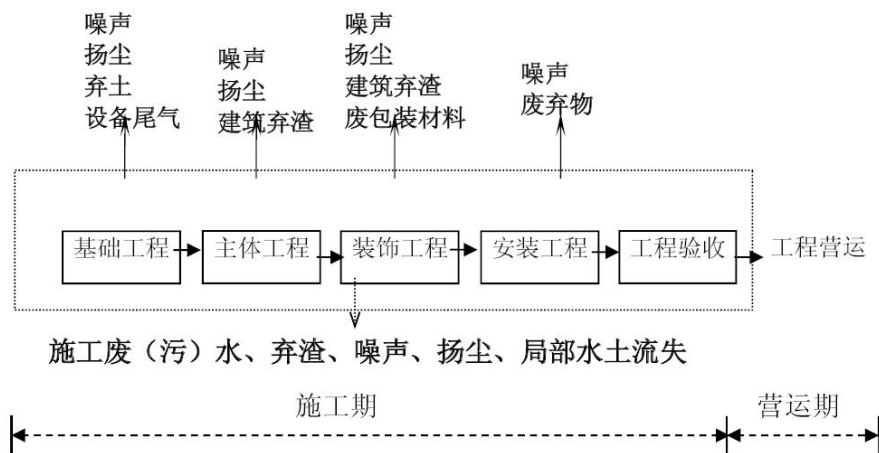 噪声
扬尘
弃土
设备尾气
噪声
扬尘
建筑弃渣
噪声
扬尘
建筑弃渣
废包装材料
噪声
废弃物
基础工程
主体工程
装饰工程
安装工程
工程验收
工程营运
施工废（污）水、弃渣、噪声、扬尘、局部水土流失
施工期
营运期